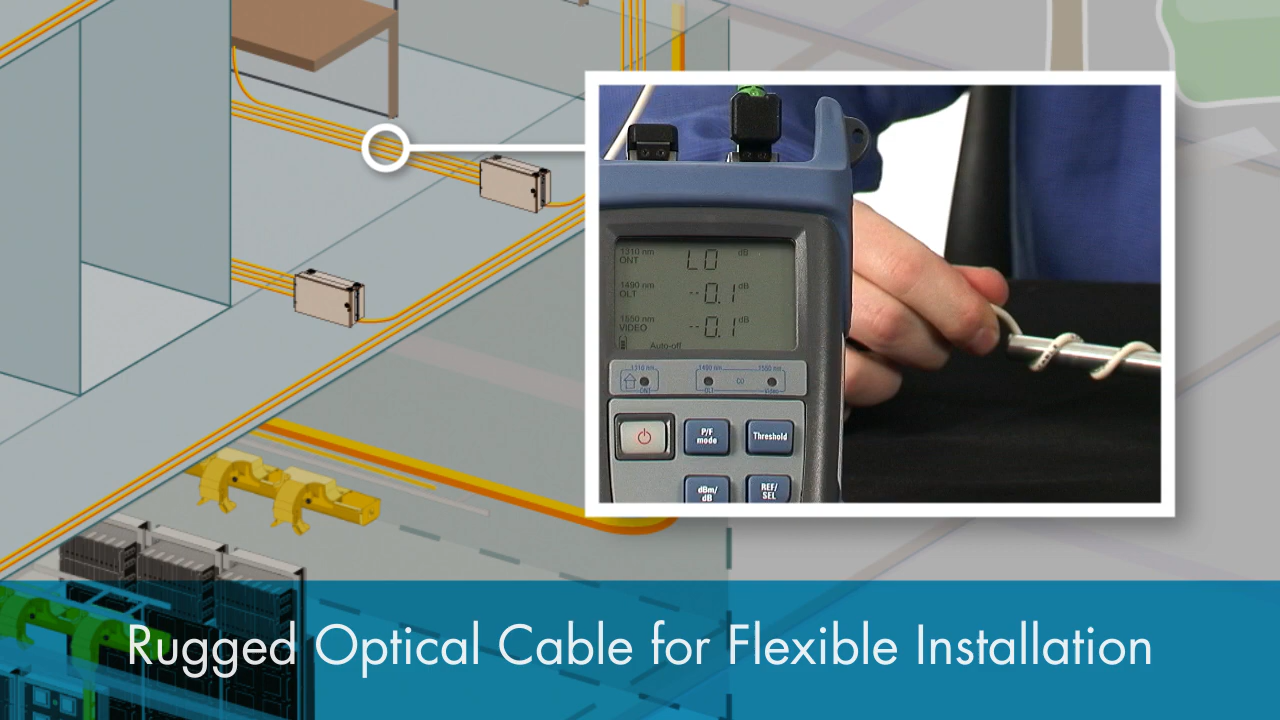 1310 nm LO dB
ONT
1490 nm --0.1 dB
OLT
1550 nm --0.1 dB
VIDEO
Auto-off
1310 nm 1490 nm 1550 nm
CO
ONT OLT Video
P/F mode Threshold
dBm/ dB REF/ SEL
Rugged Optical Cable for Flexible Installation